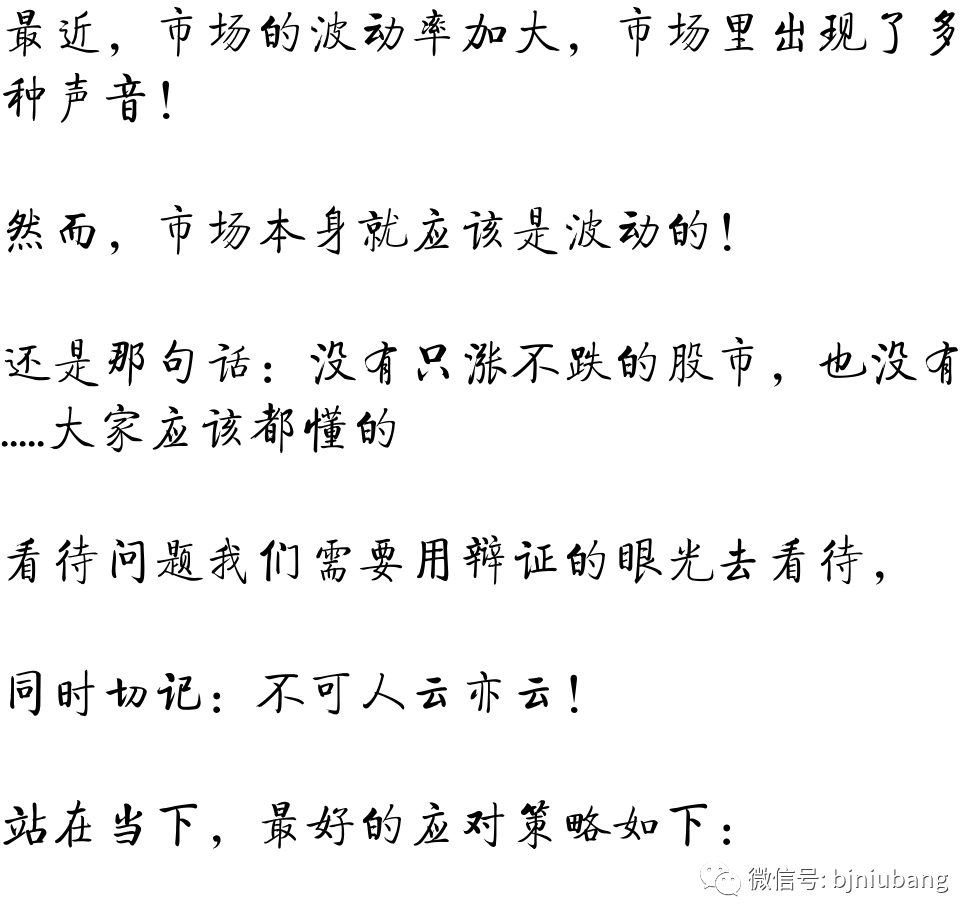 最近，市场的波动率加大，市场里出现了多
种声音！
然而，市场本身就应该是波动的！
还是那句话：没有只涨不跌的股市，也没有
.....大家应该都懂的
看待问题我们需要用辩证的眼光去看待，
同时切记：不可人云亦云！
站在当下，最好的应对策略如下：
微信号: bjniubang